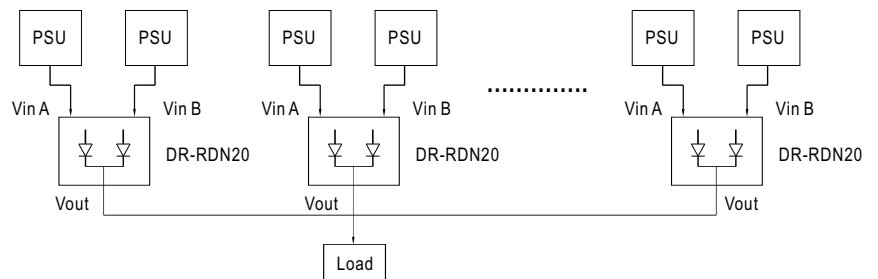 PSU PSU PSU PSU PSU PSU
Vin A Vin B Vin A Vin B Vin A Vin B
DR-RDN20 DR-RDN20 DR-RDN20
Vout Vout Vout
Load